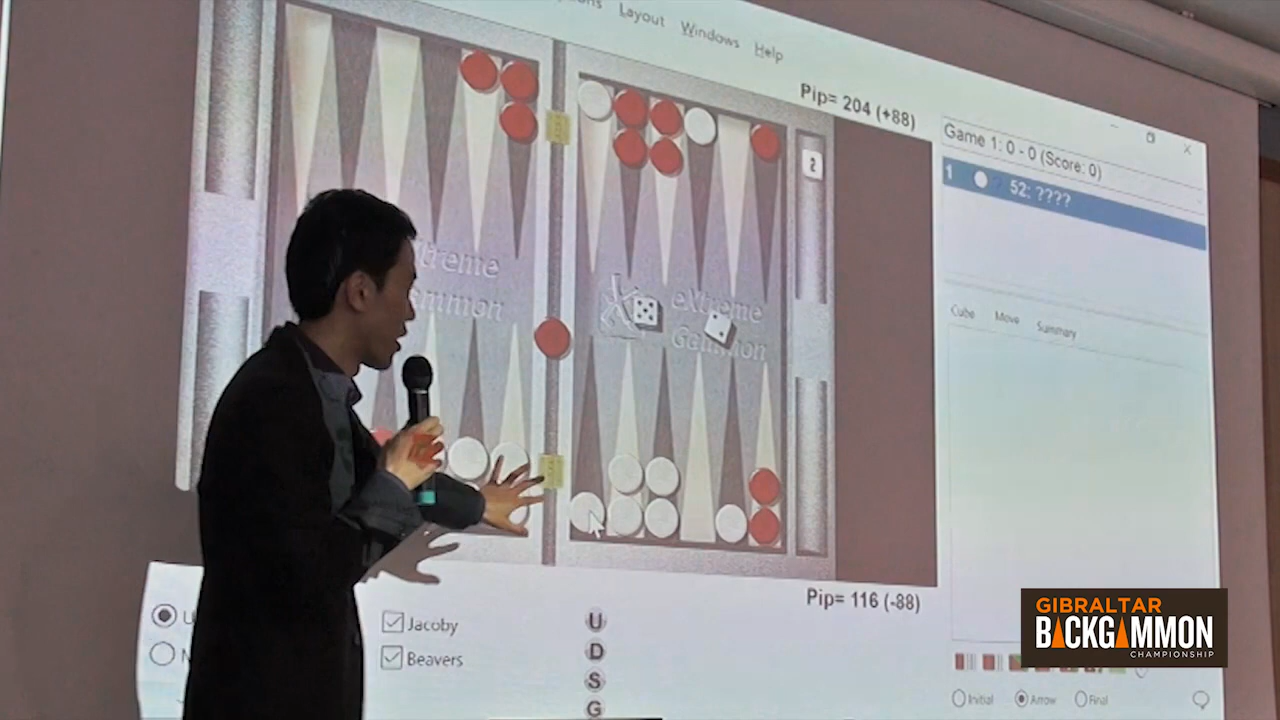 Layout Windows Help
Pip= 204 (+88)
Game 1: 0 - 0 (Score: 0)
1 52: ????
2
eXtreme
Cube Move Summary
Pip= 116 (-88)
Jacoby
Beavers
U
D
S
G
Initial Arrow Final
GIBRALTAR
BACKGAMMON
CHAMPIONSHIP